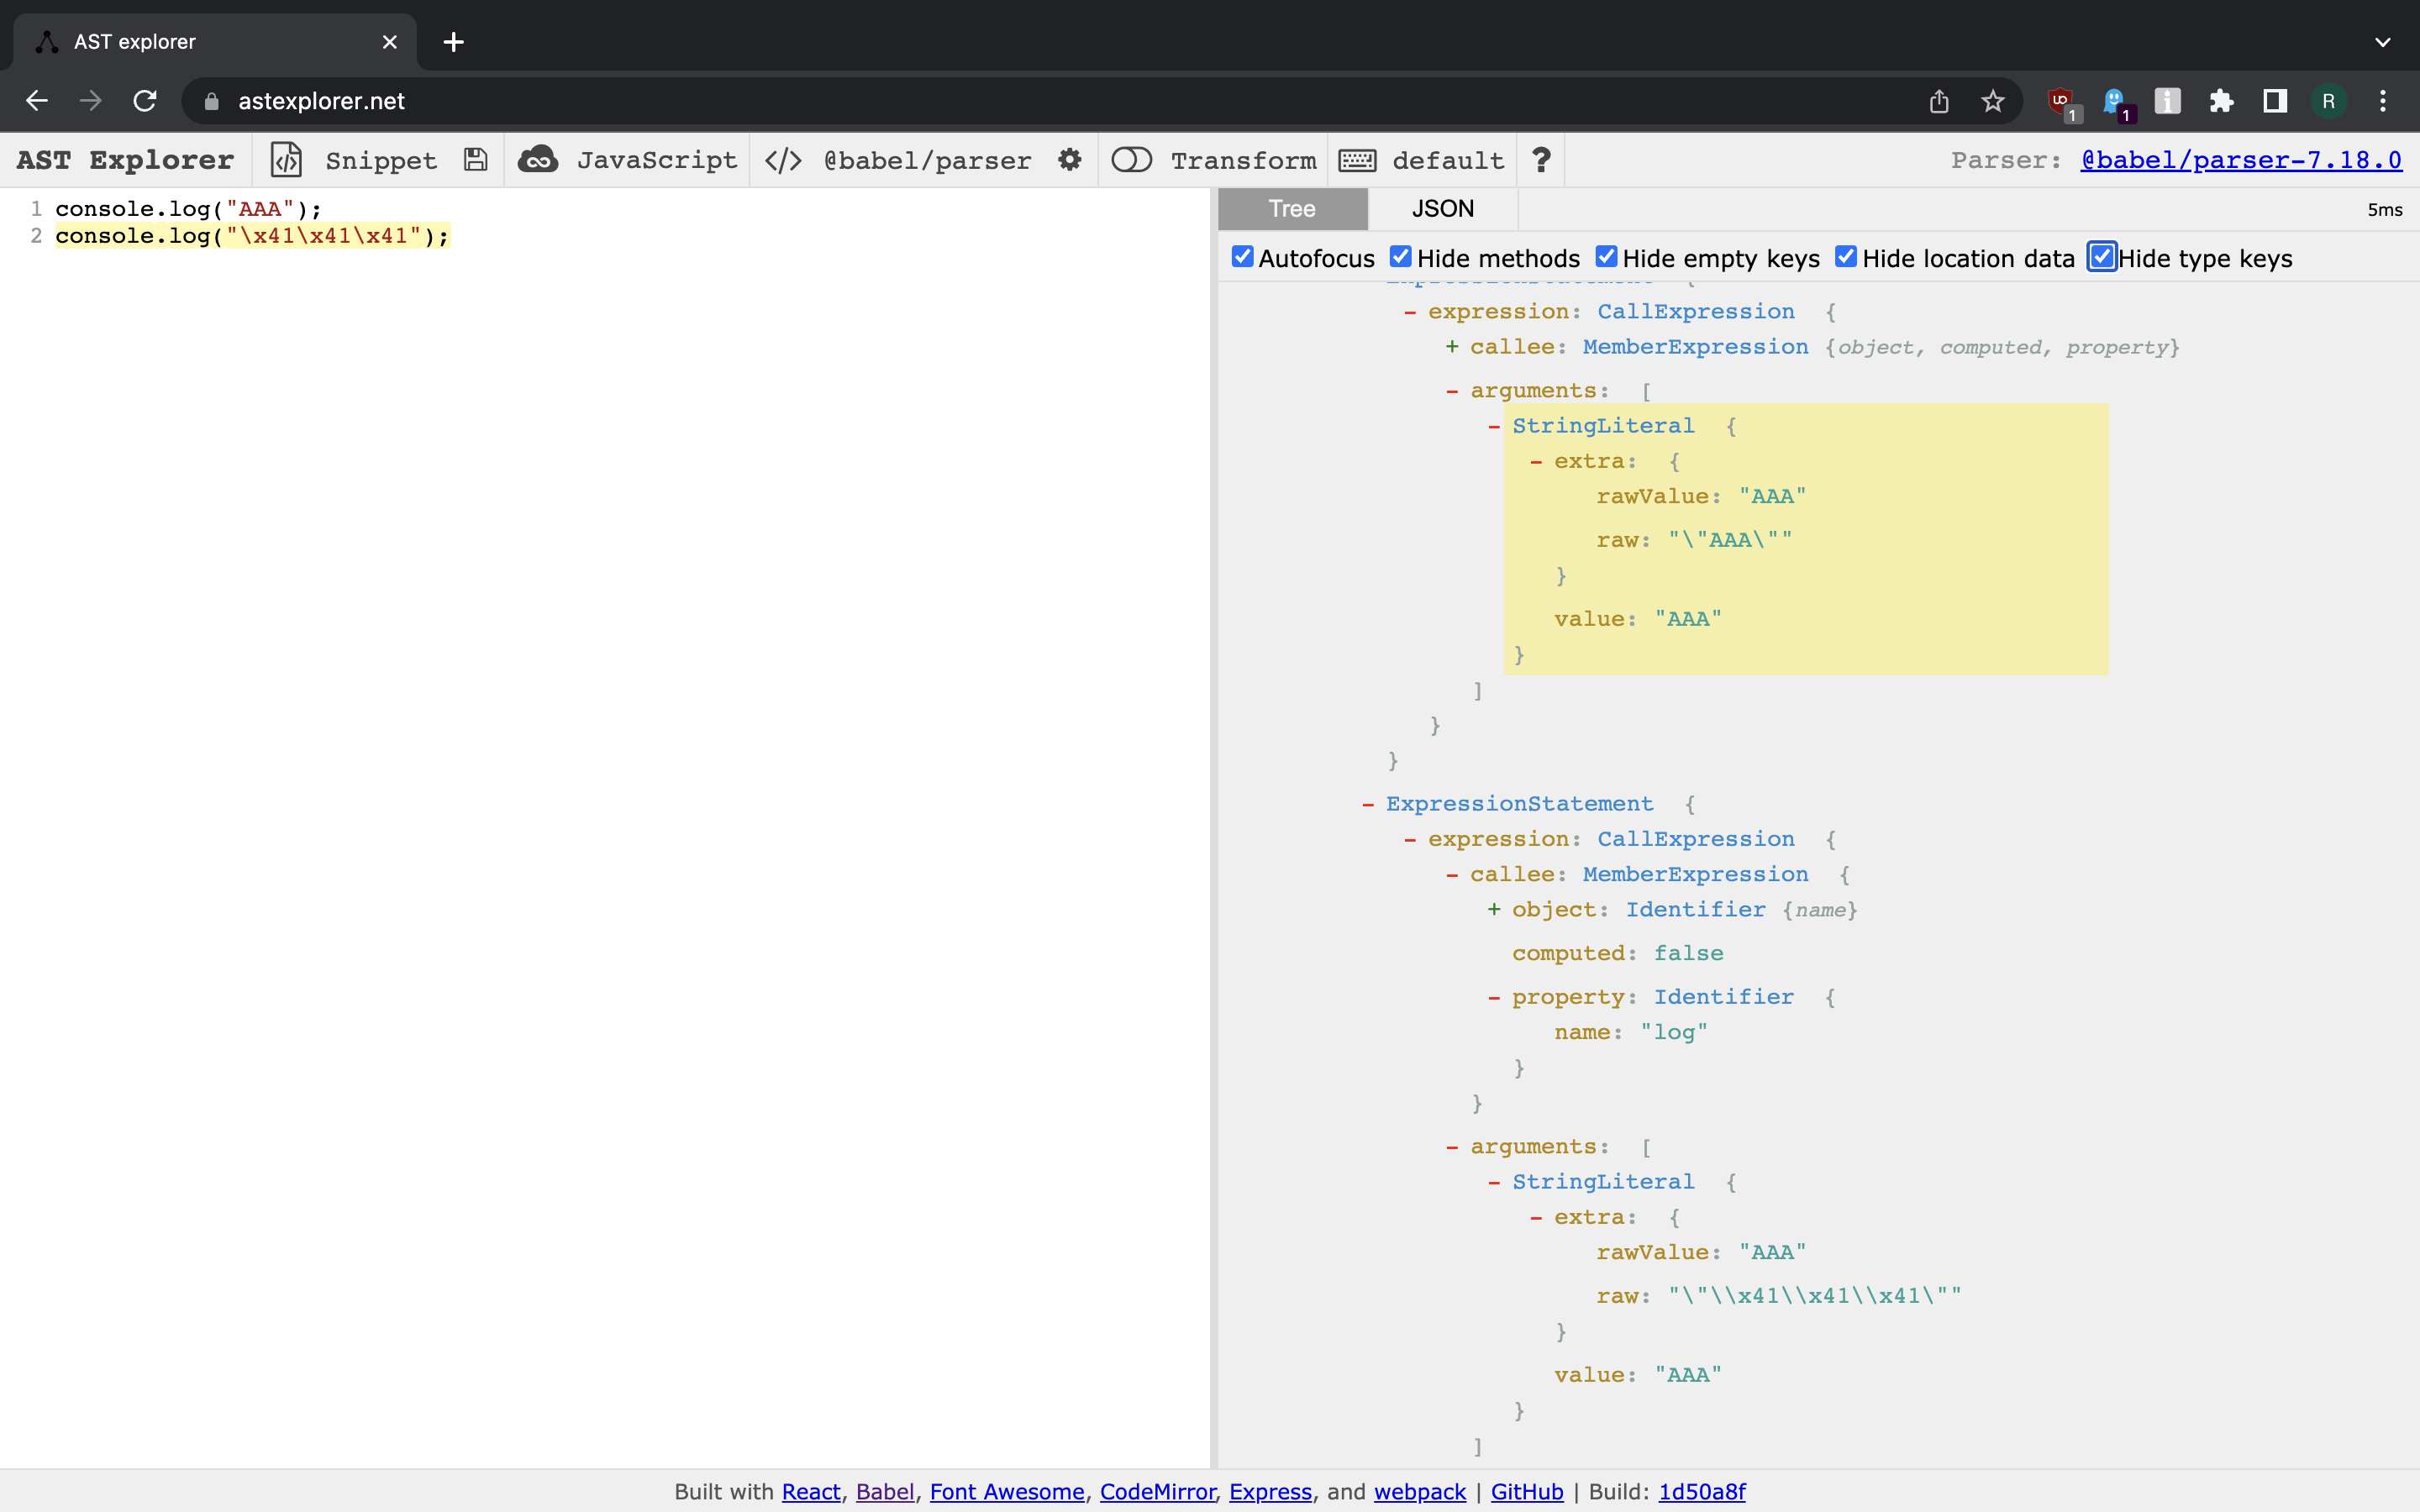 AST explorer
astexplorer.net
1
1
R
AST Explorer Snippet JavaScript </> @babel/parser Transform default ? Parser: @babel/parser-7.18.0
1 console.log("AAA");
2 console.log("\x41\x41\x41");
Tree JSON 5ms
Autofocus Hide methods Hide empty keys Hide location data Hide type keys
ExpressionStatement {
- expression: CallExpression {
+ callee: MemberExpression {object, computed, property}
- arguments: [
- StringLiteral {
- extra: {
rawValue: "AAA"
raw: "\"AAA\""
}
value: "AAA"
}
]
}
}
- ExpressionStatement {
- expression: CallExpression {
- callee: MemberExpression {
+ object: Identifier {name}
computed: false
- property: Identifier {
name: "log"
}
}
- arguments: [
- StringLiteral {
- extra: {
rawValue: "AAA"
raw: "\"\\x41\\x41\\x41\""
}
value: "AAA"
}
]
Built with React, Babel, Font Awesome, CodeMirror, Express, and webpack | GitHub | Build: 1d50a8f